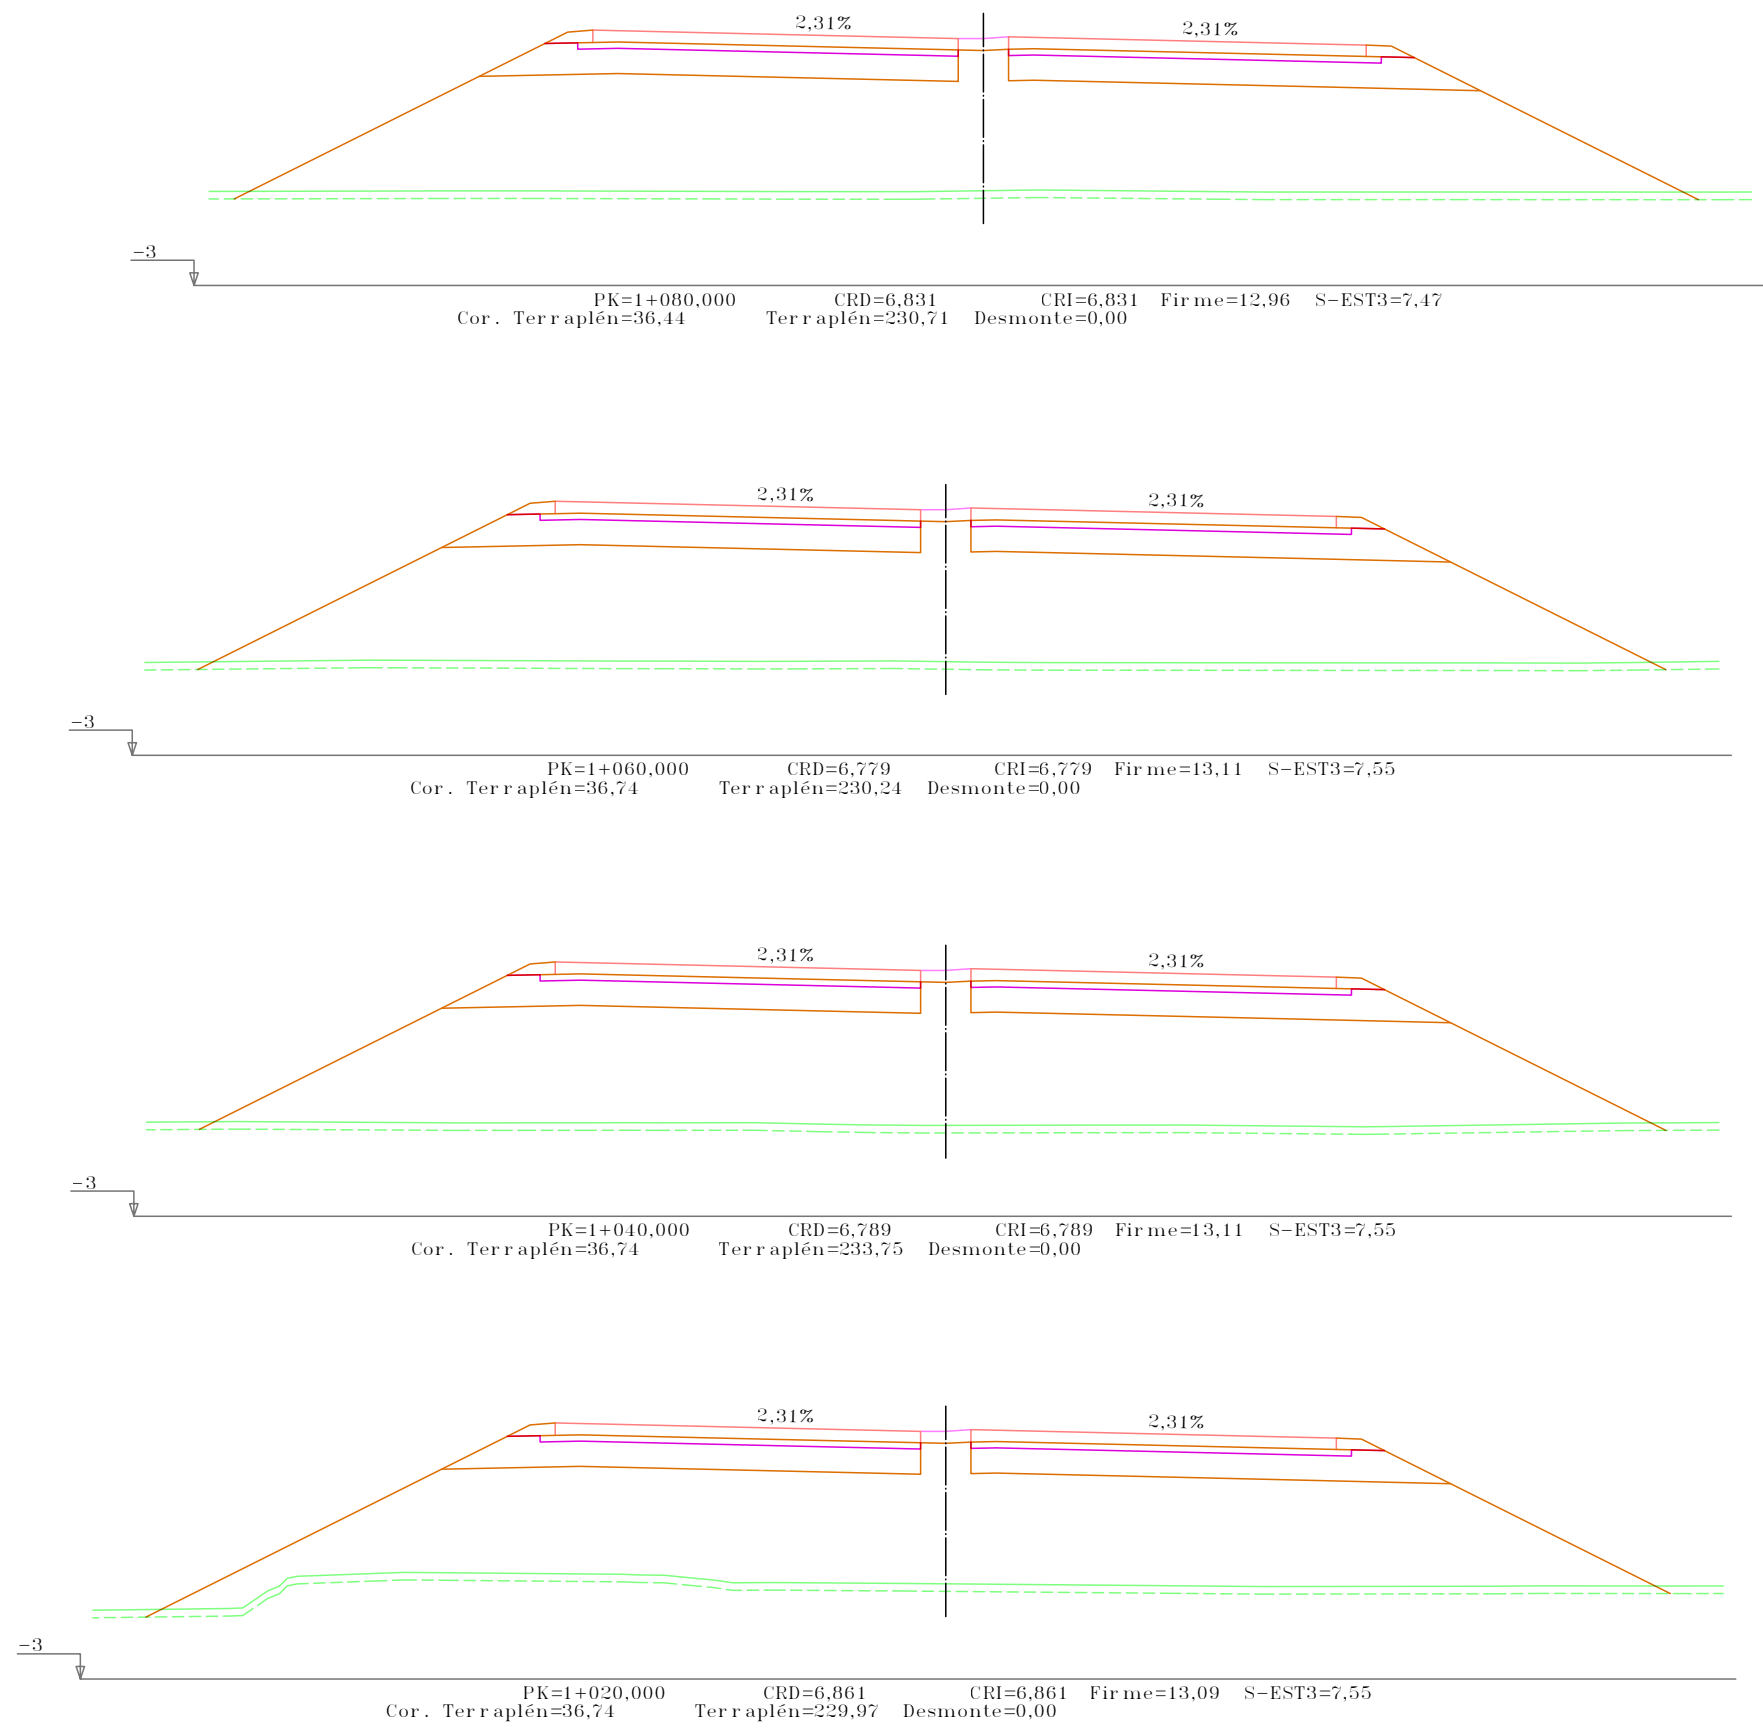 2,31% 2,31%
-3
PK=1+080,000 CRD=6,831 CRI=6,831 Firme=12,96 S-EST3=7,47
Cor. Terraplén=36,44 Terraplén=230,71 Desmonte=0,00
2,31% 2,31%
-3
PK=1+060,000 CRD=6,779 CRI=6,779 Firme=13,11 S-EST3=7,55
Cor. Terraplén=36,74 Terraplén=230,24 Desmonte=0,00
2,31% 2,31%
-3
PK=1+040,000 CRD=6,789 CRI=6,789 Firme=13,11 S-EST3=7,55
Cor. Terraplén=36,74 Terraplén=233,75 Desmonte=0,00
2,31% 2,31%
-3
PK=1+020,000 CRD=6,861 CRI=6,861 Firme=13,09 S-EST3=7,55
Cor. Terraplén=36,74 Terraplén=229,97 Desmonte=0,00